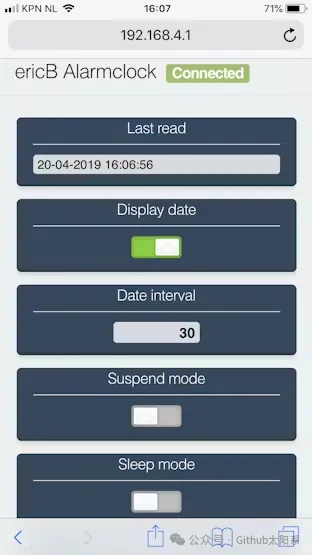 KPN NL 16:07 71%
192.168.4.1
ericB Alarmclock Connected
Last read
20-04-2019 16:06:56
Display date
Date interval
30
Suspend mode
Sleep mode
公众号 · Github太阳系